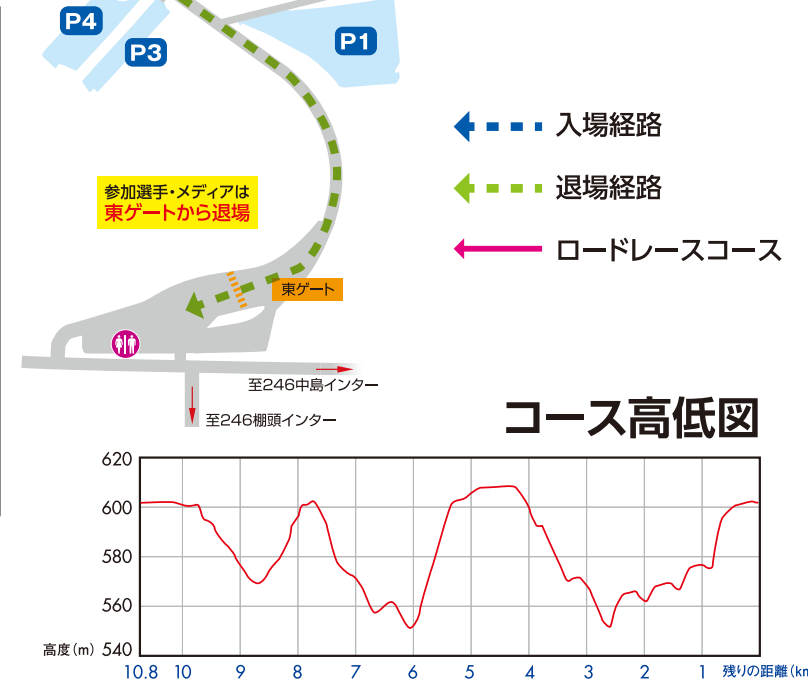 P4
P3
P1
入場経路
退場経路
ロードレースコース
参加選手・メディアは
東ゲートから退場
東ゲート
至246中島インター
至246棚頭インター
コース高低図
620
600
580
560
540
高度(m)
10.8 10 9 8 7 6 5 4 3 2 1 残りの距離(km